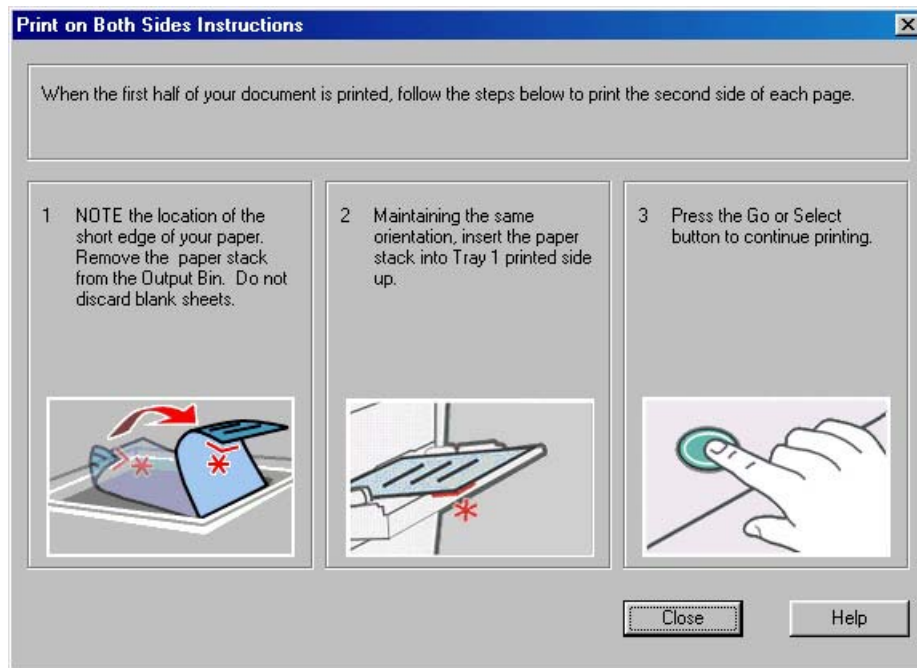 Print on Both Sides Instructions
When the first half of your document is printed, follow the steps below to print the second side of each page.
1 NOTE the location of the
short edge of your paper.
Remove the paper stack
from the Output Bin. Do not
discard blank sheets.
2 Maintaining the same
orientation, insert the paper
stack into Tray 1 printed side
up.
3 Press the Go or Select
button to continue printing.
Close
Help